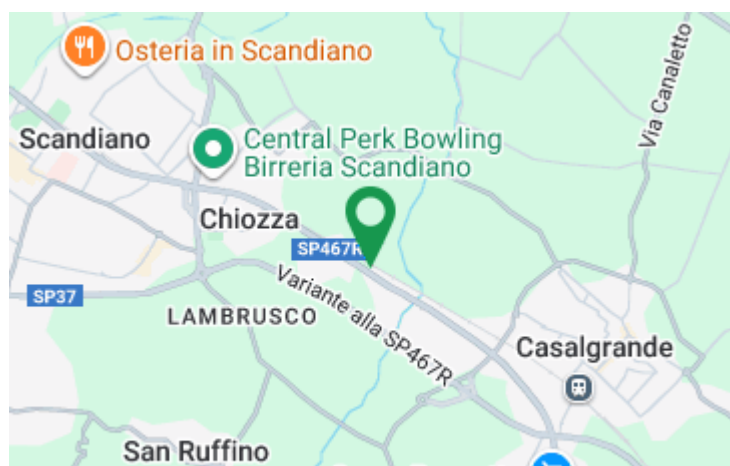 Osteria in Scandiano
Scandiano
Central Perk Bowling
Birreria Scandiano
Via Canaletto
Chiozza
SP467R
SP37
Variante alla SP467R
LAMBRUSCO
Casalgrande
San Ruffino